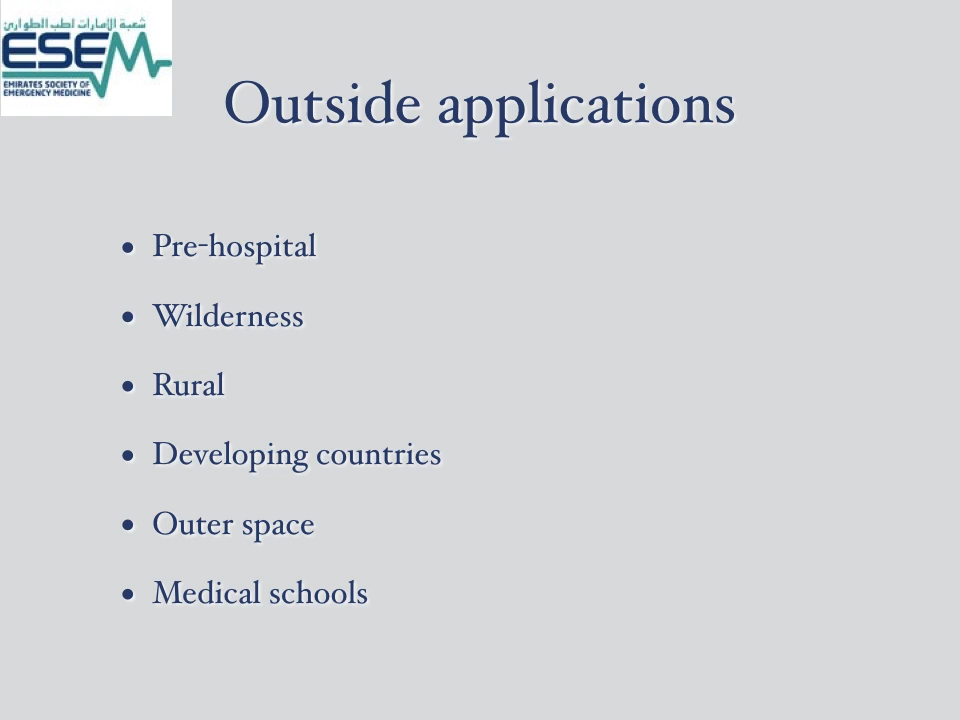 شعبة الإمارات لطب الطوارئ
ESEM
EMIRATES SOCIETY OF
EMERGENCY MEDICINE
Outside applications
• Pre-hospital
• Wilderness
• Rural
• Developing countries
• Outer space
• Medical schools